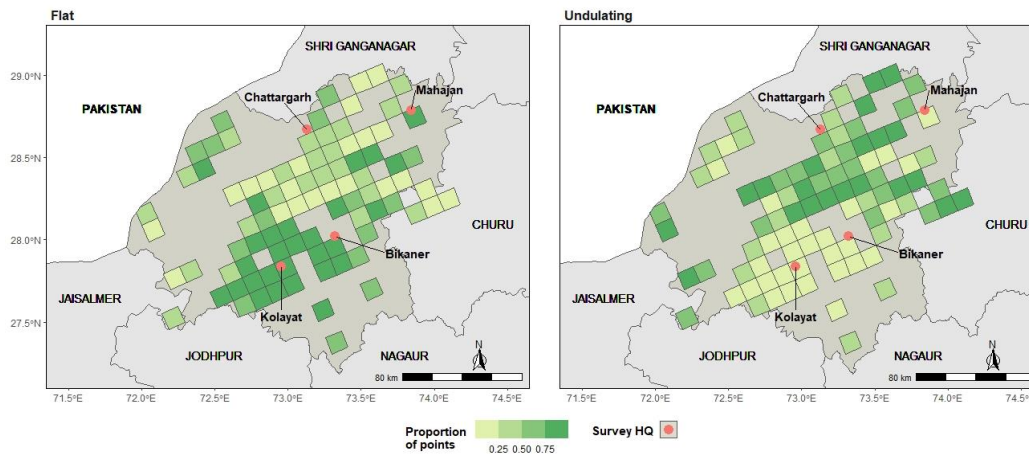 Flat
Undulating
SHRI GANGANAGAR
SHRI GANGANAGAR
29.0°N
Mahajan
Mahajan
Chattargarh
Chattargarh
PAKISTAN
PAKISTAN
28.5°N
CHURU
CHURU
28.0°N
Bikaner
Bikaner
JAISALMER
JAISALMER
27.5°N
Kolayat
Kolayat
JODHPUR
NAGAUR
N
JODHPUR
NAGAUR
N
80 km
80 km
71.5°E 72.0°E 72.5°E 73.0°E 73.5°E 74.0°E 74.5°E
71.5°E 72.0°E 72.5°E 73.0°E 73.5°E 74.0°E 74.5°E
Proportion
of points
0.25 0.50 0.75
Survey HQ